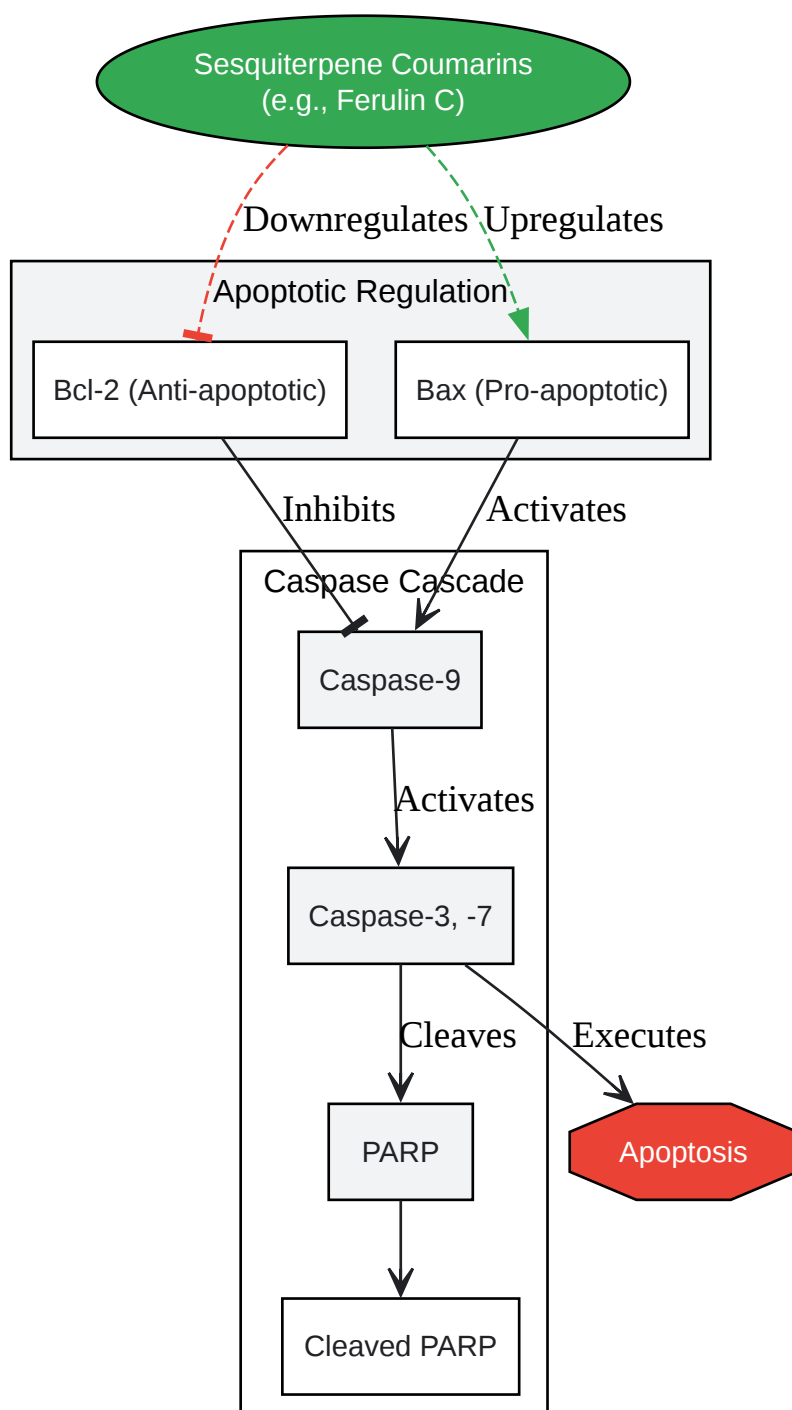 Sesquiterpene Coumarins
(e.g., Ferulin C)
Downregulates
Upregulates
Apoptotic Regulation
Bcl-2 (Anti-apoptotic)
Bax (Pro-apoptotic)
Inhibits
Activates
Caspase Cascade
Caspase-9
Activates
Caspase-3, -7
Cleaves
Executes
PARP
Apoptosis
Cleaved PARP